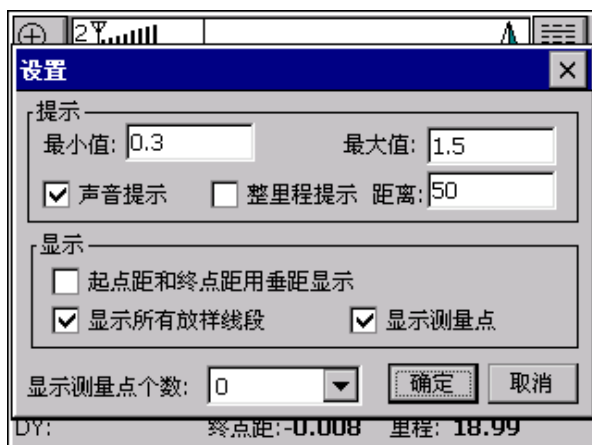 2
设置
提示
最小值: 0.3 最大值: 1.5
声音提示 整里程提示 距离: 50
显示
起点距和终点距用垂距显示
显示所有放样线段 显示测量点
显示测量点个数: 0 确定 取消
DY: 终点距:-0.008 里程: 18.99